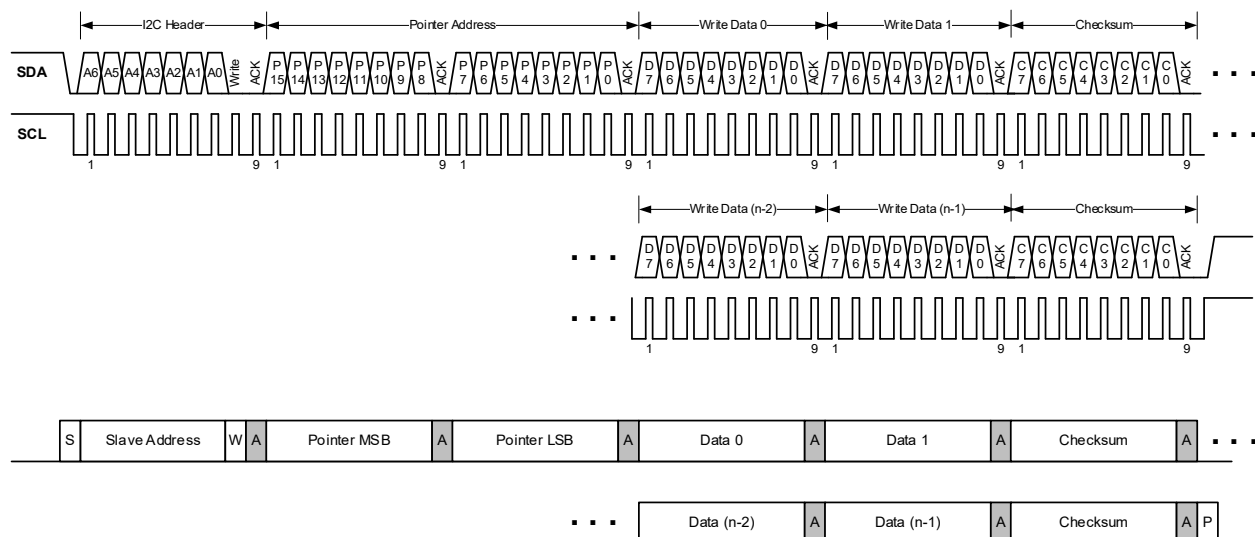 I2C Header Pointer Address Write Data 0 Write Data 1 Checksum
SDA A6 A5 A4 A3 A2 A1 A0 Write ACK P15 P14 P13 P12 P11 P10 P9 P8 ACK P7 P6 P5 P4 P3 P2 P1 P0 ACK D7 D6 D5 D4 D3 D2 D1 D0 ACK D7 D6 D5 D4 D3 D2 D1 D0 ACK C7 C6 C5 C4 C3 C2 C1 C0 ACK . . .
SCL . . .
1 9 1 9 1 9 1 9 1 9 1 9
Write Data (n-2) Write Data (n-1) Checksum
. . . D7 D6 D5 D4 D3 D2 D1 D0 ACK D7 D6 D5 D4 D3 D2 D1 D0 ACK C7 C6 C5 C4 C3 C2 C1 C0 ACK
. . .
1 9 1 9 1 9
S Slave Address W A Pointer MSB A Pointer LSB A Data 0 A Data 1 A Checksum A . . .
. . . Data (n-2) A Data (n-1) A Checksum A P